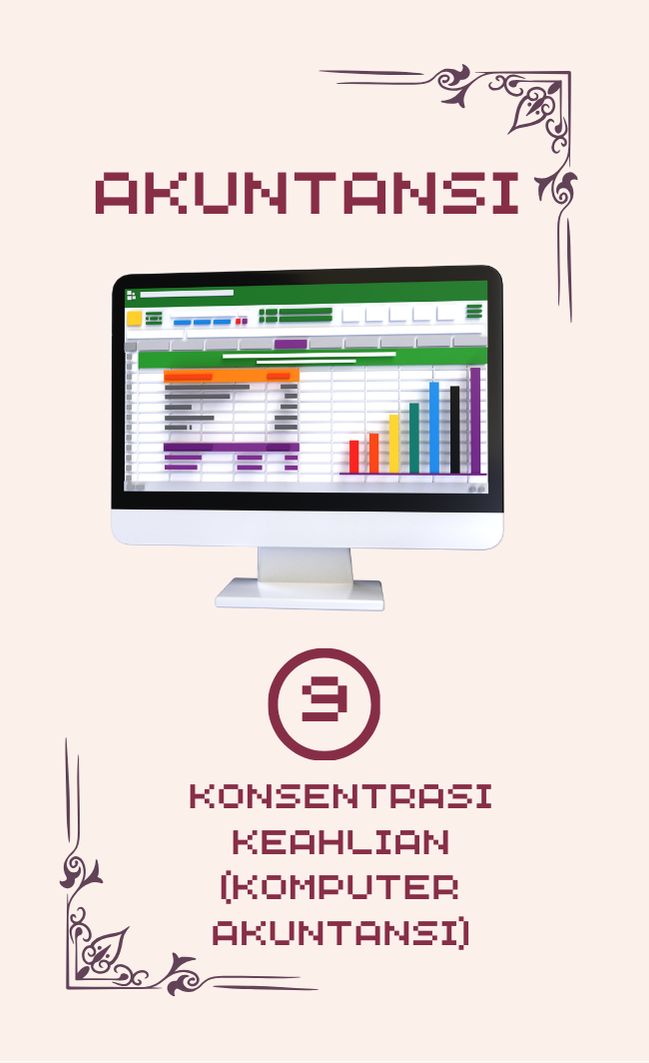 AKUNTANSI
9
KONSENTRASI
KEAHLIAN
(KOMPUTER
AKUNTANSI)